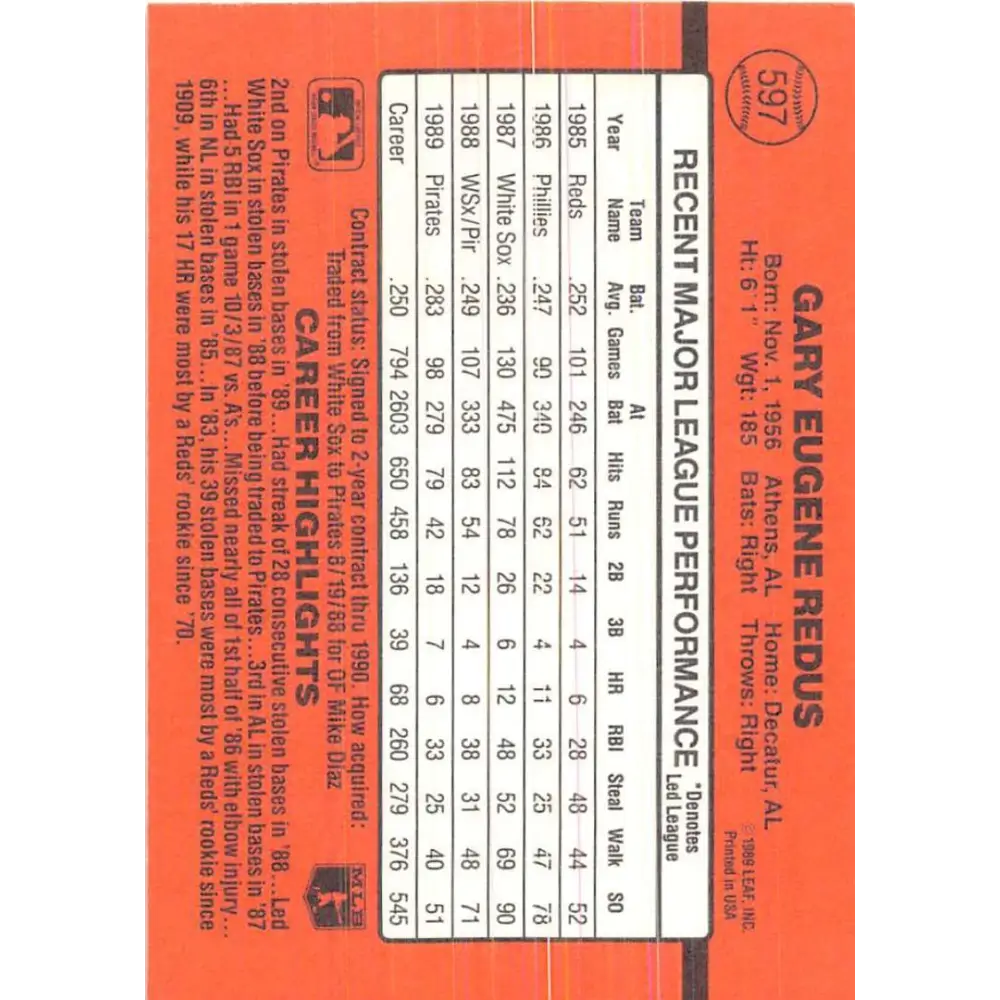 597
GARY EUGENE REDUS
Born: Nov. 1, 1956 Athens, AL Home: Decatur, AL
Ht: 6'1" Wgt: 185 Bats: Right Throws: Right
© 1989 LEAF, INC.
Printed in USA
RECENT MAJOR LEAGUE PERFORMANCE
*Denotes
Led League
Year Team Name Bat. Avg. Games At Bat Hits Runs 2B 3B HR RBI Steal Walk SO
1985 Reds .252 101 246 62 51 14 4 6 28 48 44 52
1986 Phillies .247 90 340 84 62 22 4 11 33 25 47 78
1987 White Sox .236 130 475 112 78 26 6 12 48 52 69 90
1988 WSx/Pir .249 107 333 83 54 12 4 8 38 31 48 71
1989 Pirates .283 98 279 79 42 18 7 6 33 25 40 51
Career .250 794 2603 650 458 136 39 68 260 279 376 545
Contract status: Signed to 2-year contract thru 1990. How acquired:
Traded from White Sox to Pirates 8/19/88 for OF Mike Diaz
MLB
CAREER HIGHLIGHTS
2nd on Pirates in stolen bases in '89...Had streak of 28 consecutive stolen bases in '88...Led
White Sox in stolen bases in '88 before being traded to Pirates...3rd in AL in stolen bases in '87
...Had 5 RBI in 1 game 10/3/87 vs. A's...Missed nearly all of 1st half of '86 with elbow injury...
6th in NL in stolen bases in '85...In '83, his 39 stolen bases were most by a Reds' rookie since
1909, while his 17 HR were most by a Reds' rookie since '70.